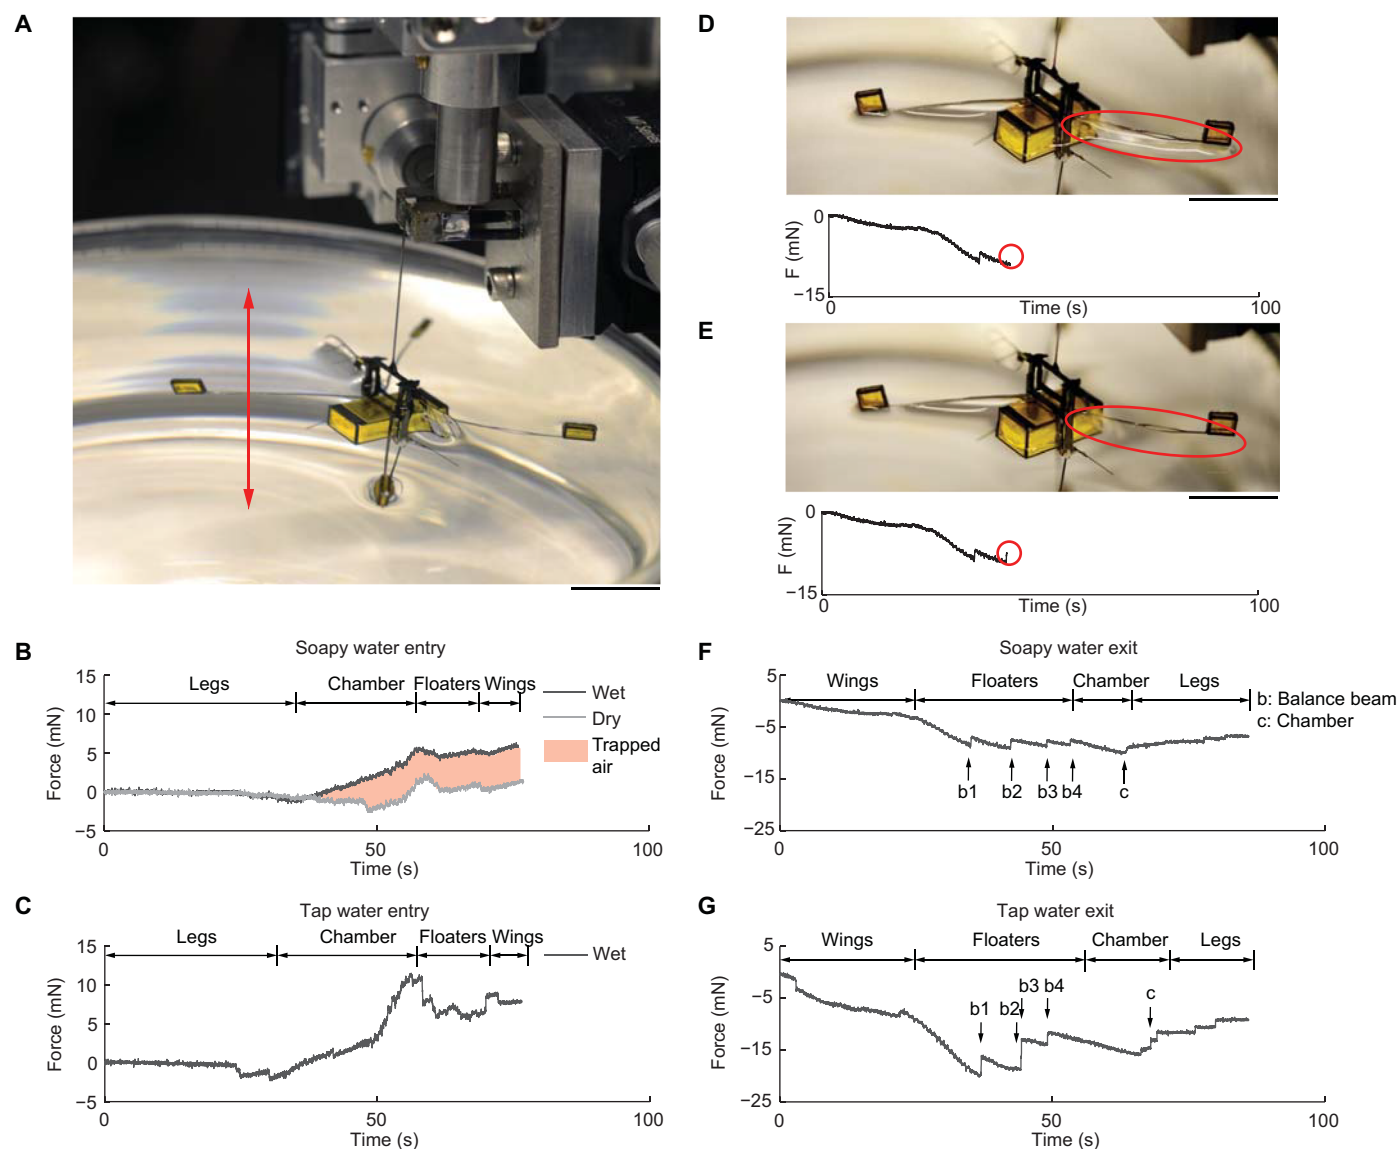 A
D
0
F (mN)
−15
0
Time (s)
100
E
0
F (mN)
−15
0
Time (s)
100
B
Soapy water entry
15
10
5
0
−5
Force (mN)
Legs
Chamber
Floaters
Wings
Wet
Dry
Trapped
air
0
50
100
Time (s)
C
Tap water entry
15
10
5
0
−5
Force (mN)
Legs
Chamber
Floaters
Wings
Wet
0
50
100
Time (s)
F
Soapy water exit
5
−5
−15
−25
Force (mN)
Wings
Floaters
Chamber
Legs
b: Balance beam
c: Chamber
b1
b2
b3
b4
c
0
50
100
Time (s)
G
Tap water exit
5
−5
−15
−25
Force (mN)
Wings
Floaters
Chamber
Legs
b1
b2
b3
b4
c
0
50
100
Time (s)